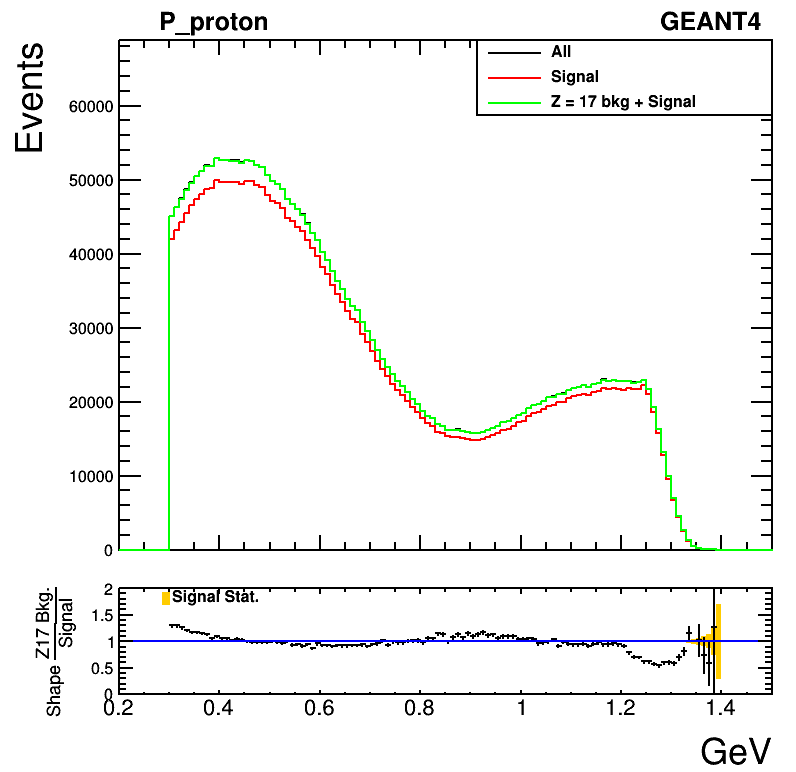 P_proton GEANT4
Events
All
Signal
Z = 17 bkg + Signal
60000
50000
40000
30000
20000
10000
0
Shape Z17 Bkg.
Signal
Signal Stat.
2
1.5
1
0.5
0
0.2 0.4 0.6 0.8 1 1.2 1.4
GeV